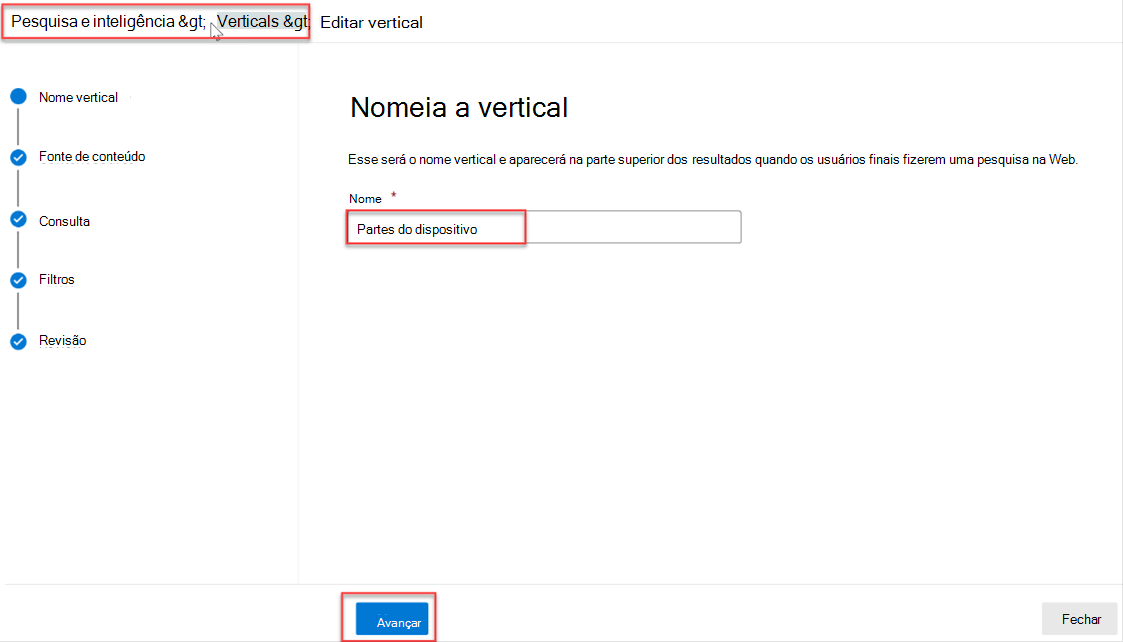 Pesquisa e inteligência &gt; Verticals &gt; Editar vertical
Nome vertical
Fonte de conteúdo
Consulta
Filtros
Revisão
Nomeia a vertical
Esse será o nome vertical e aparecerá na parte superior dos resultados quando os usuários finais fizerem uma pesquisa na Web.
Nome *
Partes do dispositivo
Avançar
Fechar